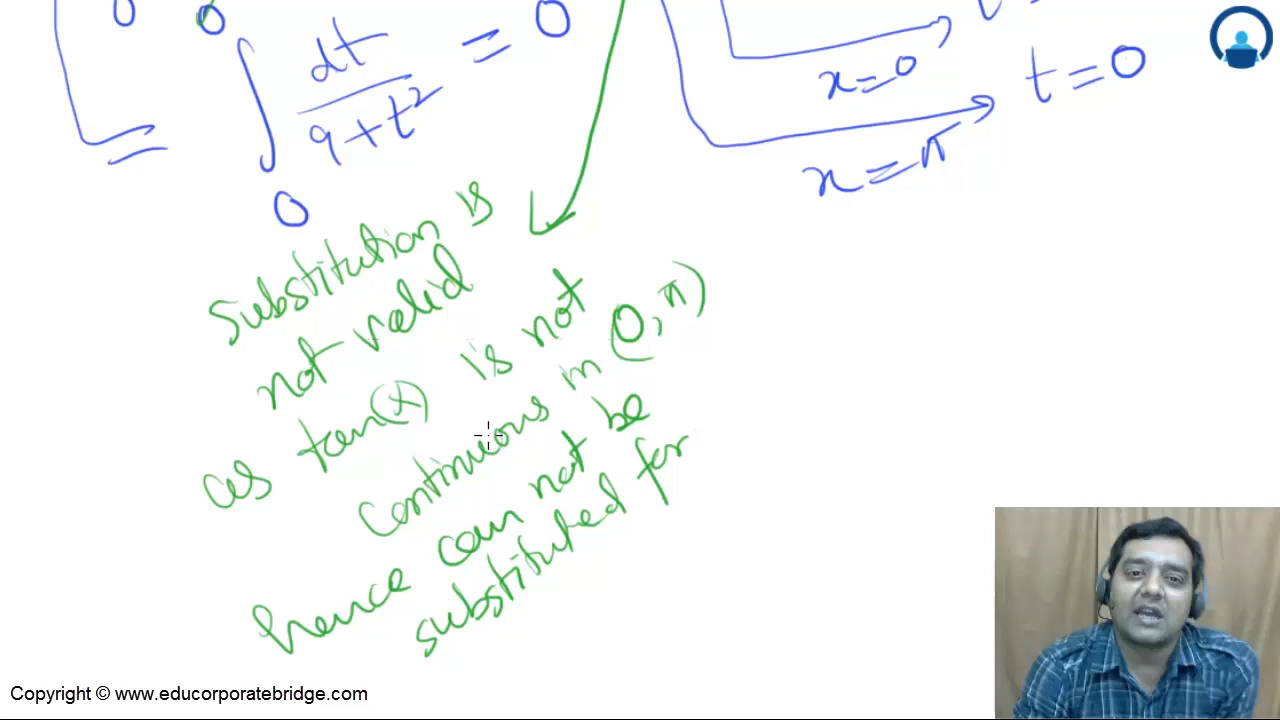 0
0
∫ dt / 9+t² = 0
0
x=0
t=0
x=π
substitution is
not valid
as tan(x) is not
continuous in (0, π)
hence can not be
substituted for
Copyright © www.educorporatebridge.com